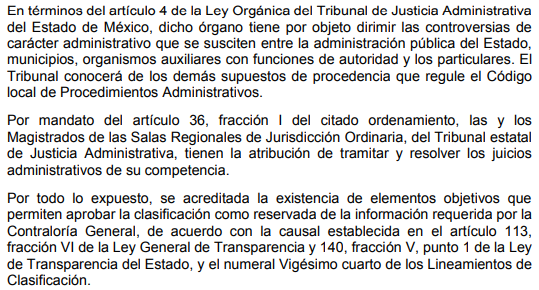 En términos del artículo 4 de la Ley Orgánica del Tribunal de Justicia Administrativa
del Estado de México, dicho órgano tiene por objeto dirimir las controversias de
carácter administrativo que se susciten entre la administración pública del Estado,
municipios, organismos auxiliares con funciones de autoridad y los particulares. El
Tribunal conocerá de los demás supuestos de procedencia que regule el Código
local de Procedimientos Administrativos.
Por mandato del artículo 36, fracción I del citado ordenamiento, las y los
Magistrados de las Salas Regionales de Jurisdicción Ordinaria, del Tribunal estatal
de Justicia Administrativa, tienen la atribución de tramitar y resolver los juicios
administrativos de su competencia.
Por todo lo expuesto, se acreditada la existencia de elementos objetivos que
permiten aprobar la clasificación como reservada de la información requerida por la
Contraloría General, de acuerdo con la causal establecida en el artículo 113,
fracción VI de la Ley General de Transparencia y 140, fracción V, punto 1 de la Ley
de Transparencia del Estado, y el numeral Vigésimo cuarto de los Lineamientos de
Clasificación.